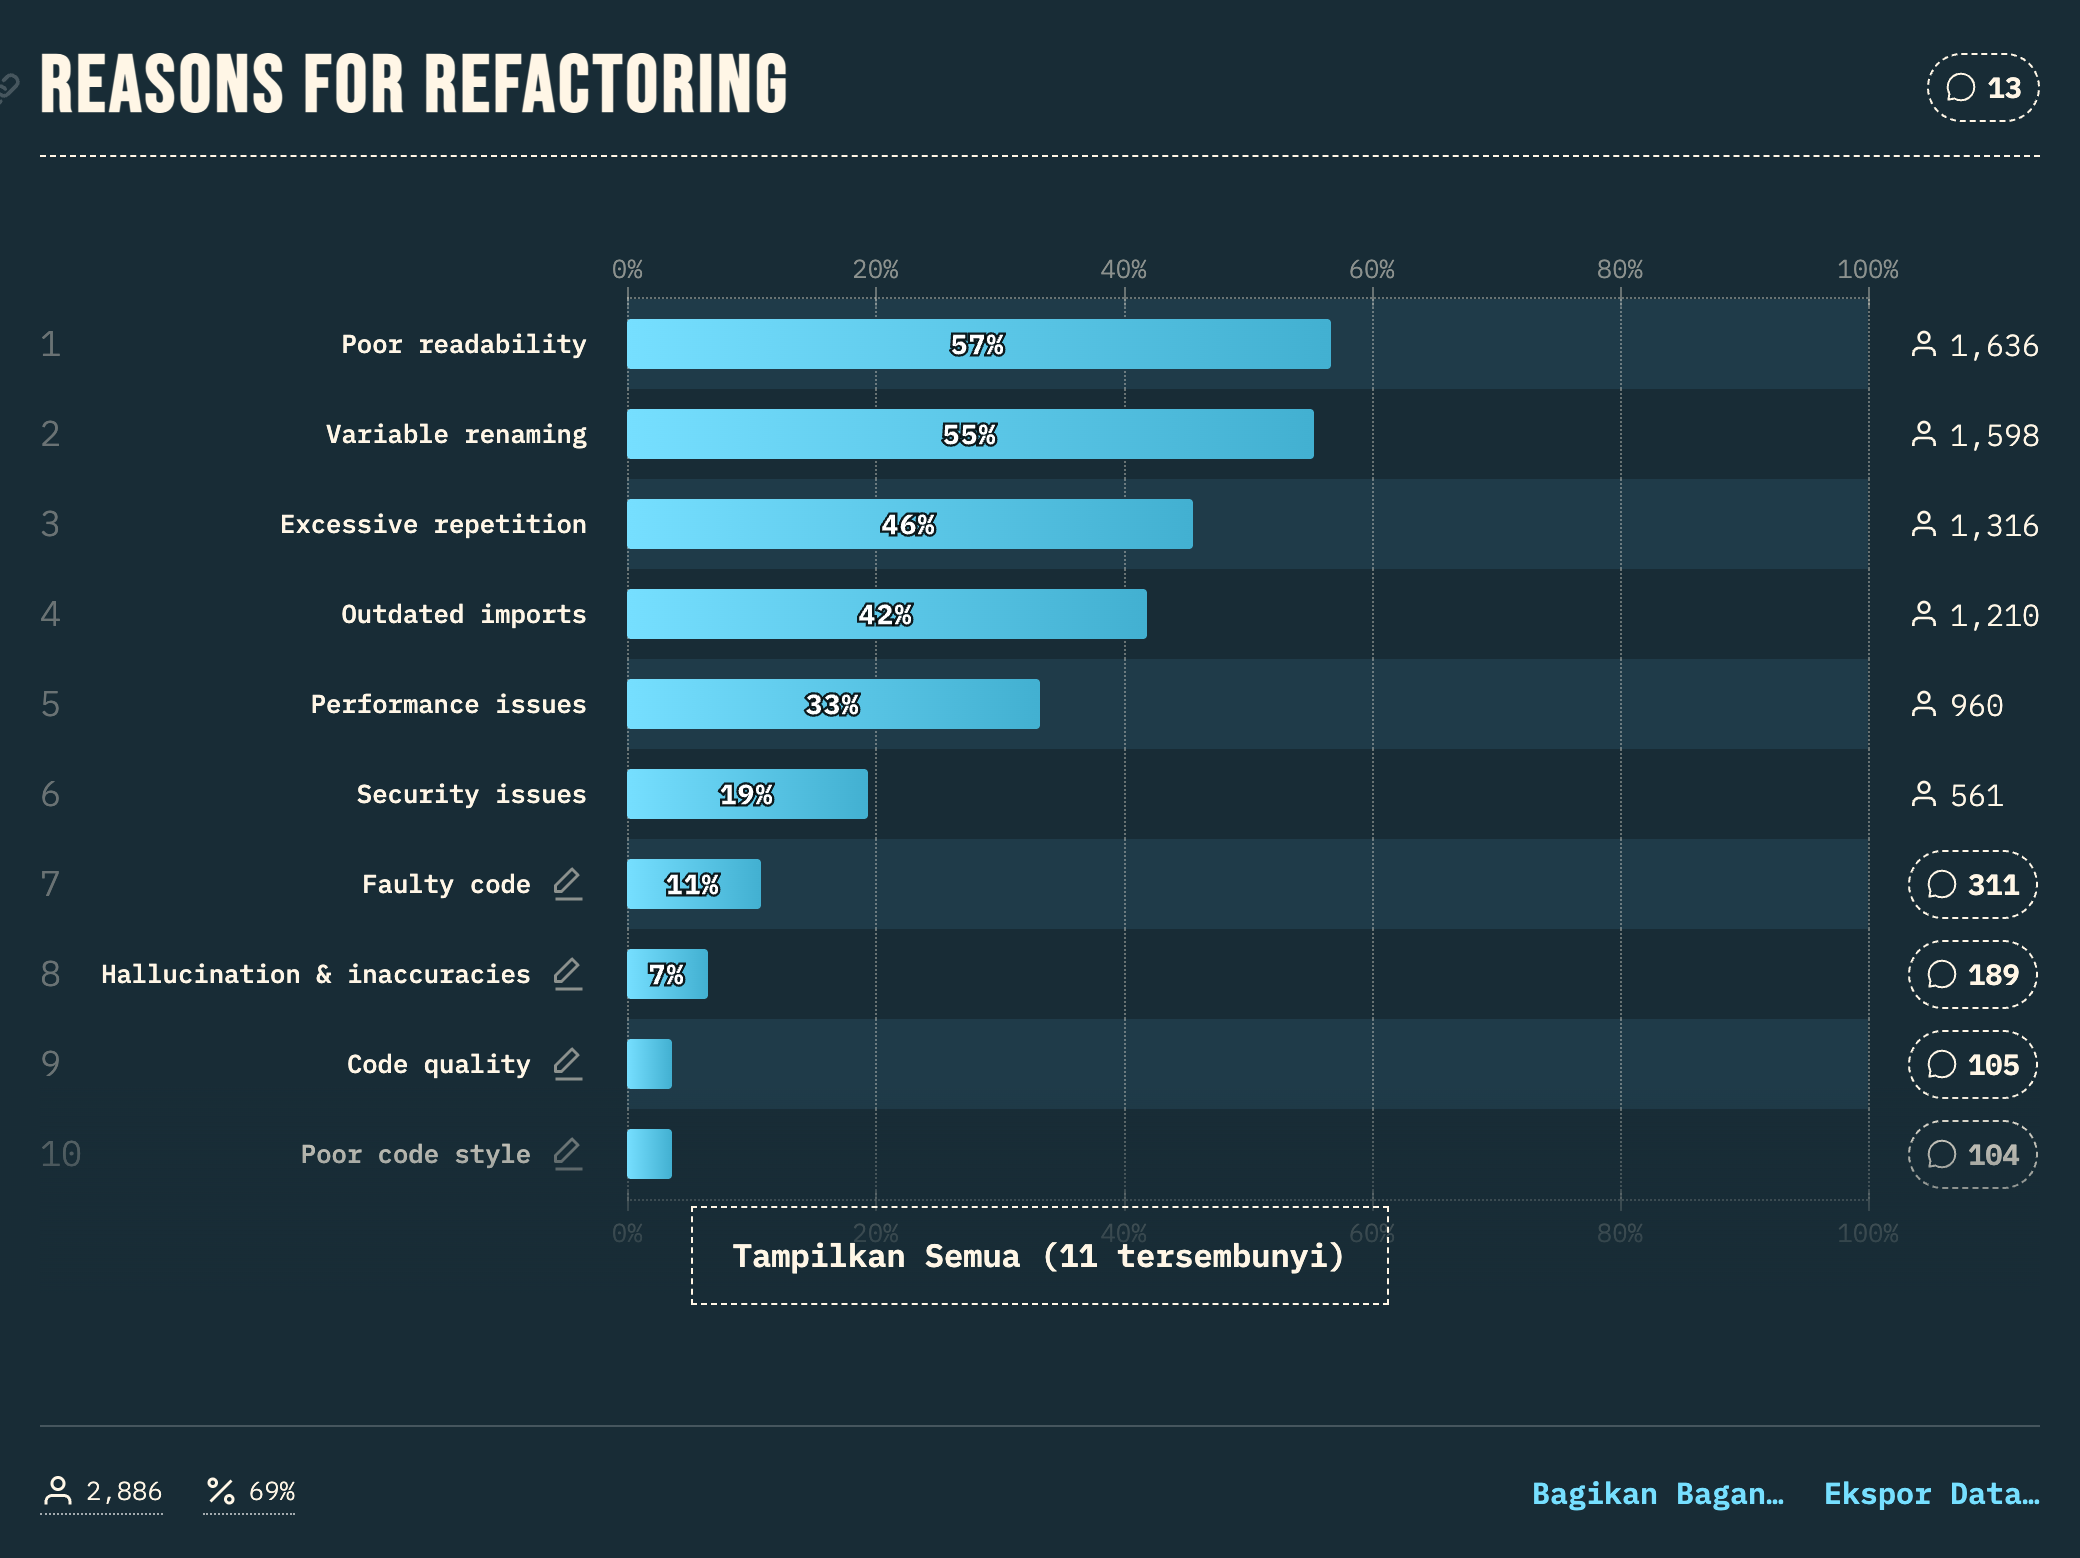 REASONS FOR REFACTORING
13
0% 20% 40% 60% 80% 100%
1 Poor readability 57% 1,636
2 Variable renaming 55% 1,598
3 Excessive repetition 46% 1,316
4 Outdated imports 42% 1,210
5 Performance issues 33% 960
6 Security issues 19% 561
7 Faulty code 11% 311
8 Hallucination & inaccuracies 7% 189
9 Code quality 105
10 Poor code style 104
0% 20% 40% 60% 80% 100%
Tampilkan Semua (11 tersembunyi)
2,886 % 69% Bagikan Bagan… Ekspor Data…